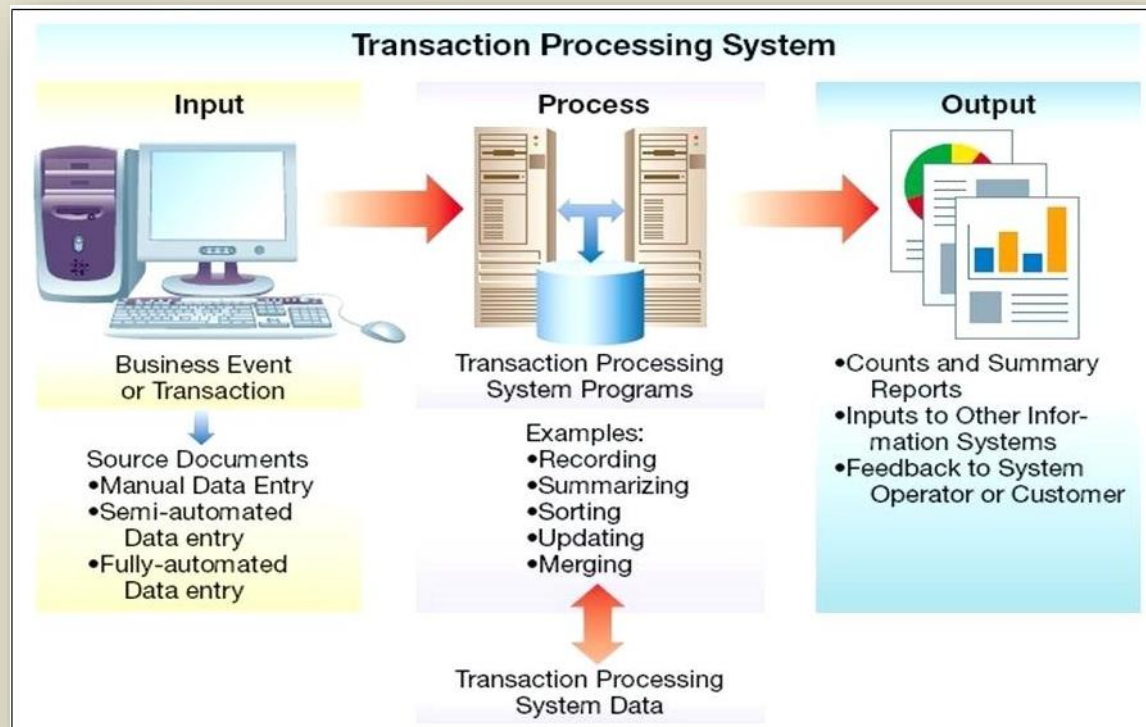 Transaction Processing System
Input
Business Event
or Transaction
Source Documents
•Manual Data Entry
•Semi-automated
Data entry
•Fully-automated
Data entry
Process
Transaction Processing
System Programs
Examples:
•Recording
•Summarizing
•Sorting
•Updating
•Merging
Transaction Processing
System Data
Output
•Counts and Summary
Reports
•Inputs to Other Infor-
mation Systems
•Feedback to System
Operator or Customer